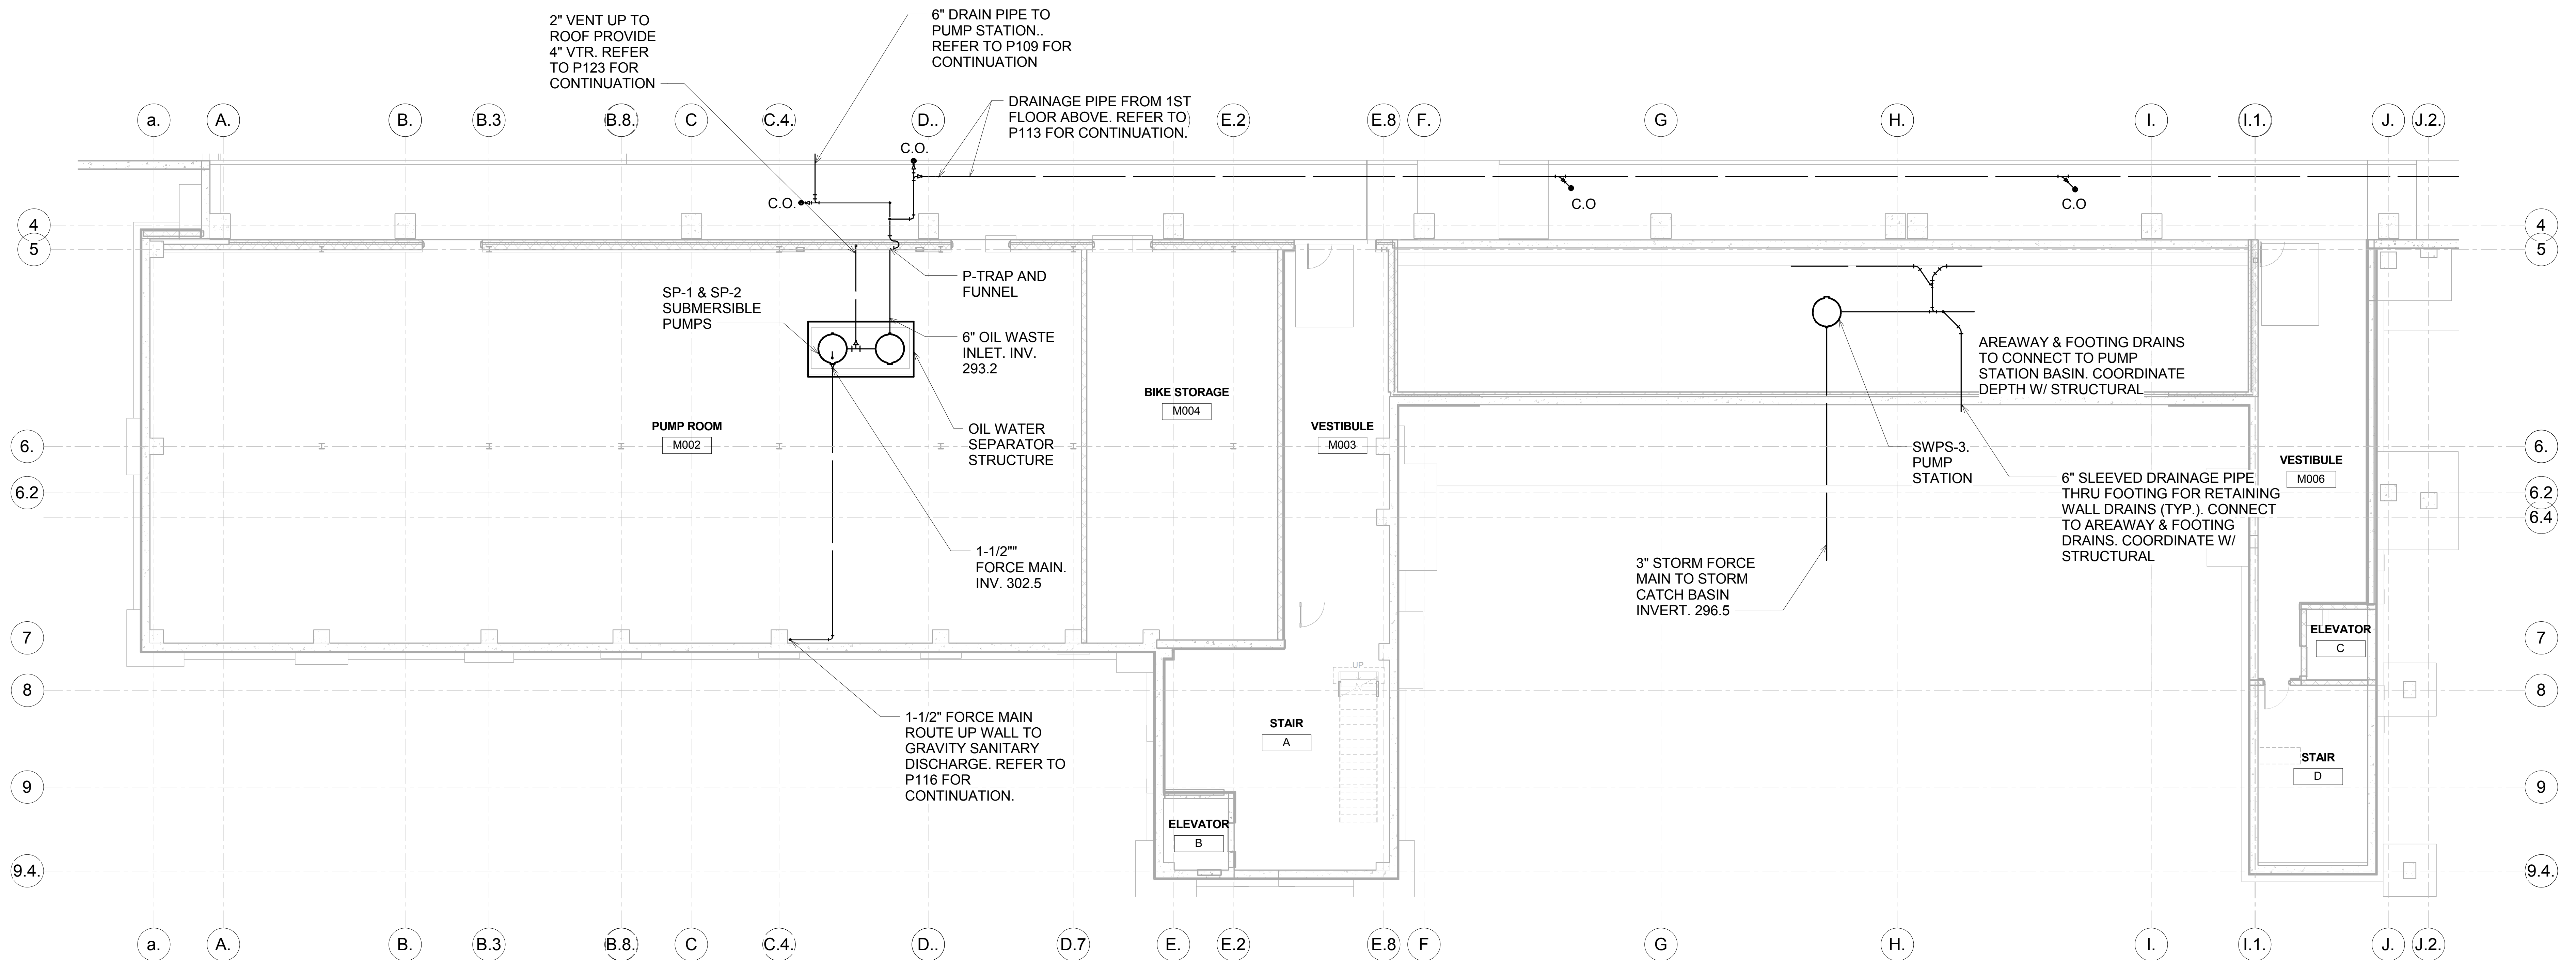 2" VENT UP TO
ROOF PROVIDE
4" VTR. REFER
TO P123 FOR
CONTINUATION
6" DRAIN PIPE TO
PUMP STATION..
REFER TO P109 FOR
CONTINUATION
DRAINAGE PIPE FROM 1ST
FLOOR ABOVE. REFER TO
P113 FOR CONTINUATION.
a.
A.
B.
B.3
B.8.
C
C.4.
D..
E.2
E.8
F.
G
H.
I.
I.1.
J.
J.2.
C.O.
C.O.
C.O
C.O
4
5
4
5
P-TRAP AND
FUNNEL
SP-1 & SP-2
SUBMERSIBLE
PUMPS
6" OIL WASTE
INLET. INV.
293.2
AREAWAY & FOOTING DRAINS
TO CONNECT TO PUMP
STATION BASIN. COORDINATE
DEPTH W/ STRUCTURAL
BIKE STORAGE
M004
PUMP ROOM
M002
OIL WATER
SEPARATOR
STRUCTURE
VESTIBULE
M003
SWPS-3.
PUMP
STATION
VESTIBULE
M006
6.
6.2
6.
6.2
6.4
6" SLEEVED DRAINAGE PIPE
THRU FOOTING FOR RETAINING
WALL DRAINS (TYP.). CONNECT
TO AREAWAY & FOOTING
DRAINS. COORDINATE W/
STRUCTURAL
1-1/2""
FORCE MAIN.
INV. 302.5
3" STORM FORCE
MAIN TO STORM
CATCH BASIN
INVERT. 296.5
7
7
ELEVATOR
C
UP
8
8
1-1/2" FORCE MAIN
ROUTE UP WALL TO
GRAVITY SANITARY
DISCHARGE. REFER TO
P116 FOR
CONTINUATION.
STAIR
A
STAIR
D
9
9
ELEVATOR
B
9.4.
9.4.
a.
A.
B.
B.3
B.8.
C
C.4.
D..
D.7
E.
E.2
E.8
F
G
H.
I.
I.1.
J.
J.2.